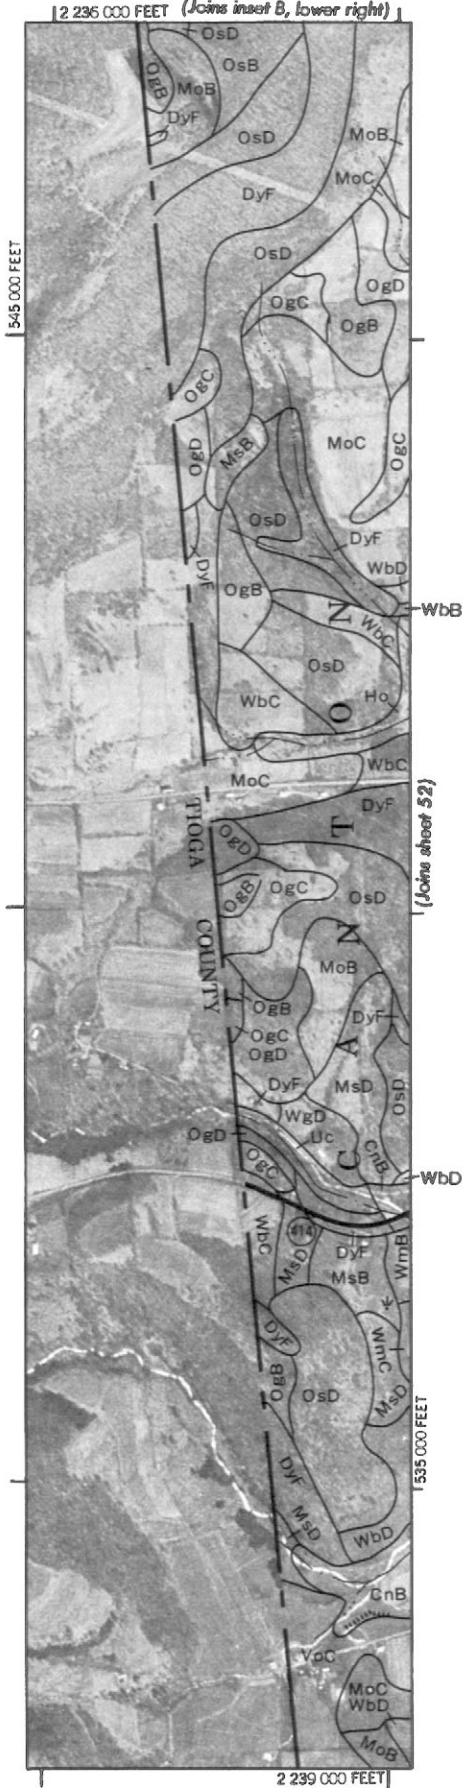 2 236 000 FEET (Joins inset B, lower right)
OsD
OsB
OgB
MoB
DyF
OsD
MoB
MoC
DyF
OsD
OgD
OgC
OgB
545 000 FEET
OgC
MoC
OgC
OgD
MsB
OsD
DyF
DyF
WbD
OgB
WbB
N
WbC
OsD
WbC
Ho
O
WbC
MoC
DyF
(Joins sheet 52)
TIOGA COUNTY
T
OgD
OgC
OgB
OsD
N
MoB
OgB
DyF
OgC
OgD
A
DyF
MsD
OsD
WgD
OgD
Uc
CnB
C
OgC
WbD
WbC
414
DyF
WmB
MsD
MsB
DyF
WmC
OgB
OsD
MsD
535 000 FEET
DyF
MsD
WbD
CnB
VoC
MoC
WbD
MoB
2 239 000 FEET